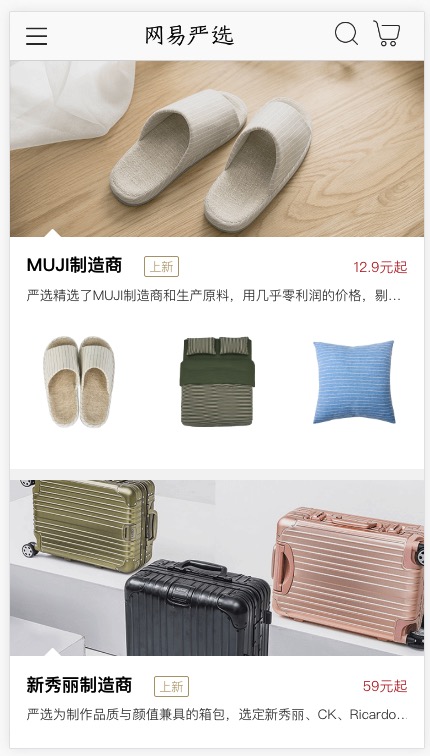 网易严选
MUJI制造商 上新 12.9元起
严选精选了MUJI制造商和生产原料，用几乎零利润的价格，剔...
新秀丽制造商 上新 59元起
严选为制作品质与颜值兼具的箱包，选定新秀丽、CK、Ricardo...